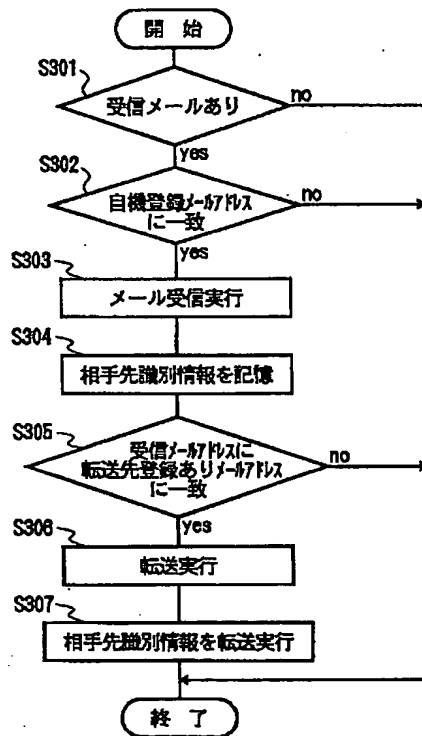 開始
S301
受信メールあり
no
yes
S302
自機登録メールアドレス
に一致
no
yes
S303
メール受信実行
S304
相手先識別情報を記憶
S305
受信メールアドレスに
転送先登録ありメールアドレス
に一致
no
yes
S306
転送実行
S307
相手先識別情報を転送実行
終了